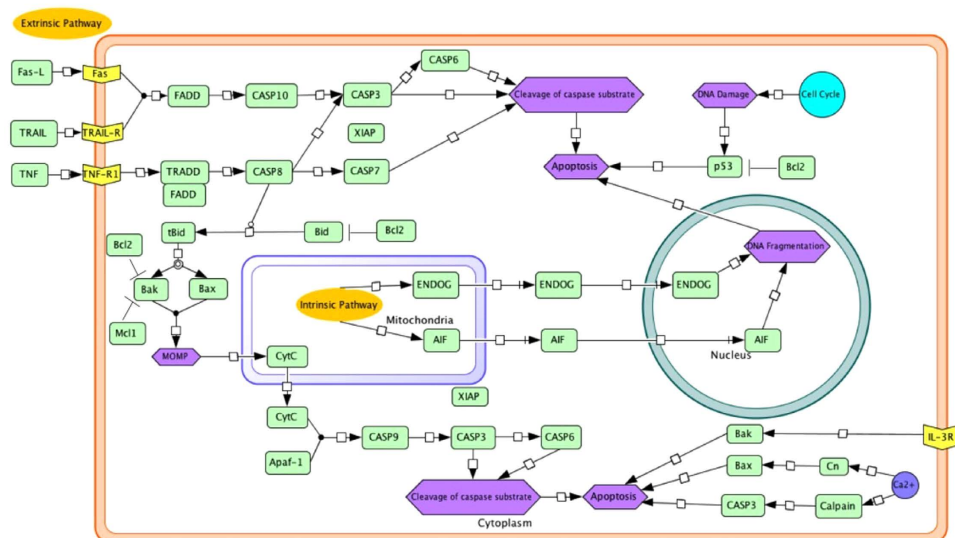 Extrinsic Pathway
Fas-L
Fas
FADD
CASP10
CASP3
CASP6
Cleavage of caspase substrate
DNA Damage
Cell Cycle
TRAIL
TRAIL-R
XIAP
TNF
TNF-R1
TRADD
FADD
CASP8
CASP7
Apoptosis
p53
Bcl2
tBid
Bid
Bcl2
Bcl2
Bak
Bax
Mcl1
MOMP
Intrinsic Pathway
ENDOG
ENDOG
ENDOG
DNA Fragmentation
Mitochondria
AIF
AIF
AIF
Nucleus
CytC
XIAP
CytC
Apaf-1
CASP9
CASP3
CASP6
Cleavage of caspase substrate
Cytoplasm
Apoptosis
Bak
IL-3R
Bax
Cn
Ca2+
CASP3
Calpain